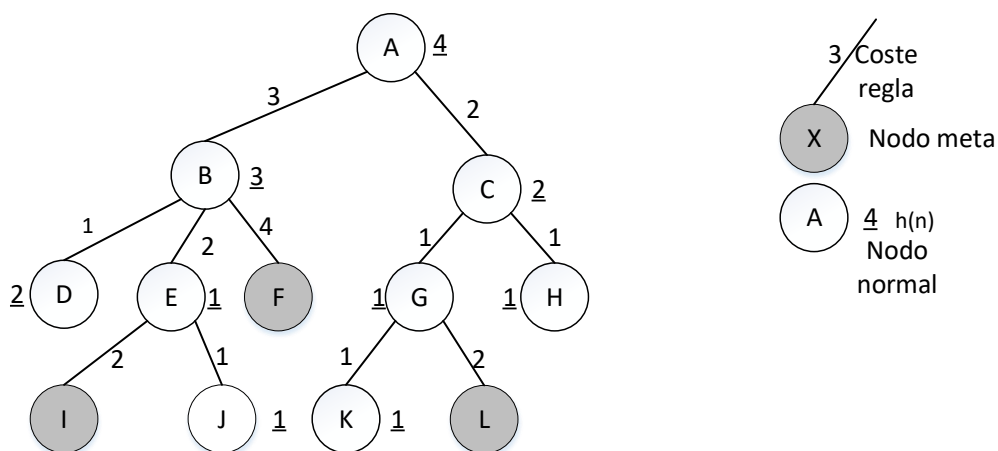 A 4
3
2
B 3
C 2
1
2
4
1
1
2 D
E 1
F
1 G
1 H
2
1
1
2
I
J 1
K 1
L
3 Coste
regla
X Nodo meta
A 4 h(n)
Nodo
normal